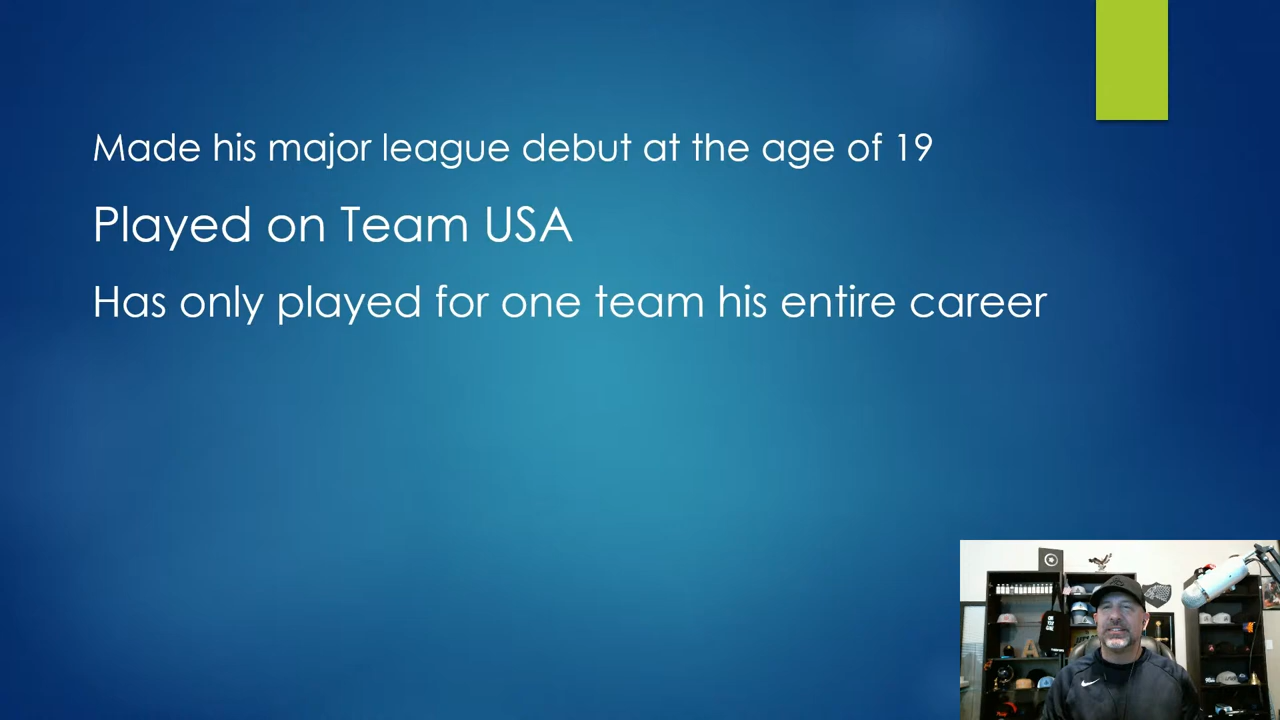 Made his major league debut at the age of 19
Played on Team USA
Has only played for one team his entire career